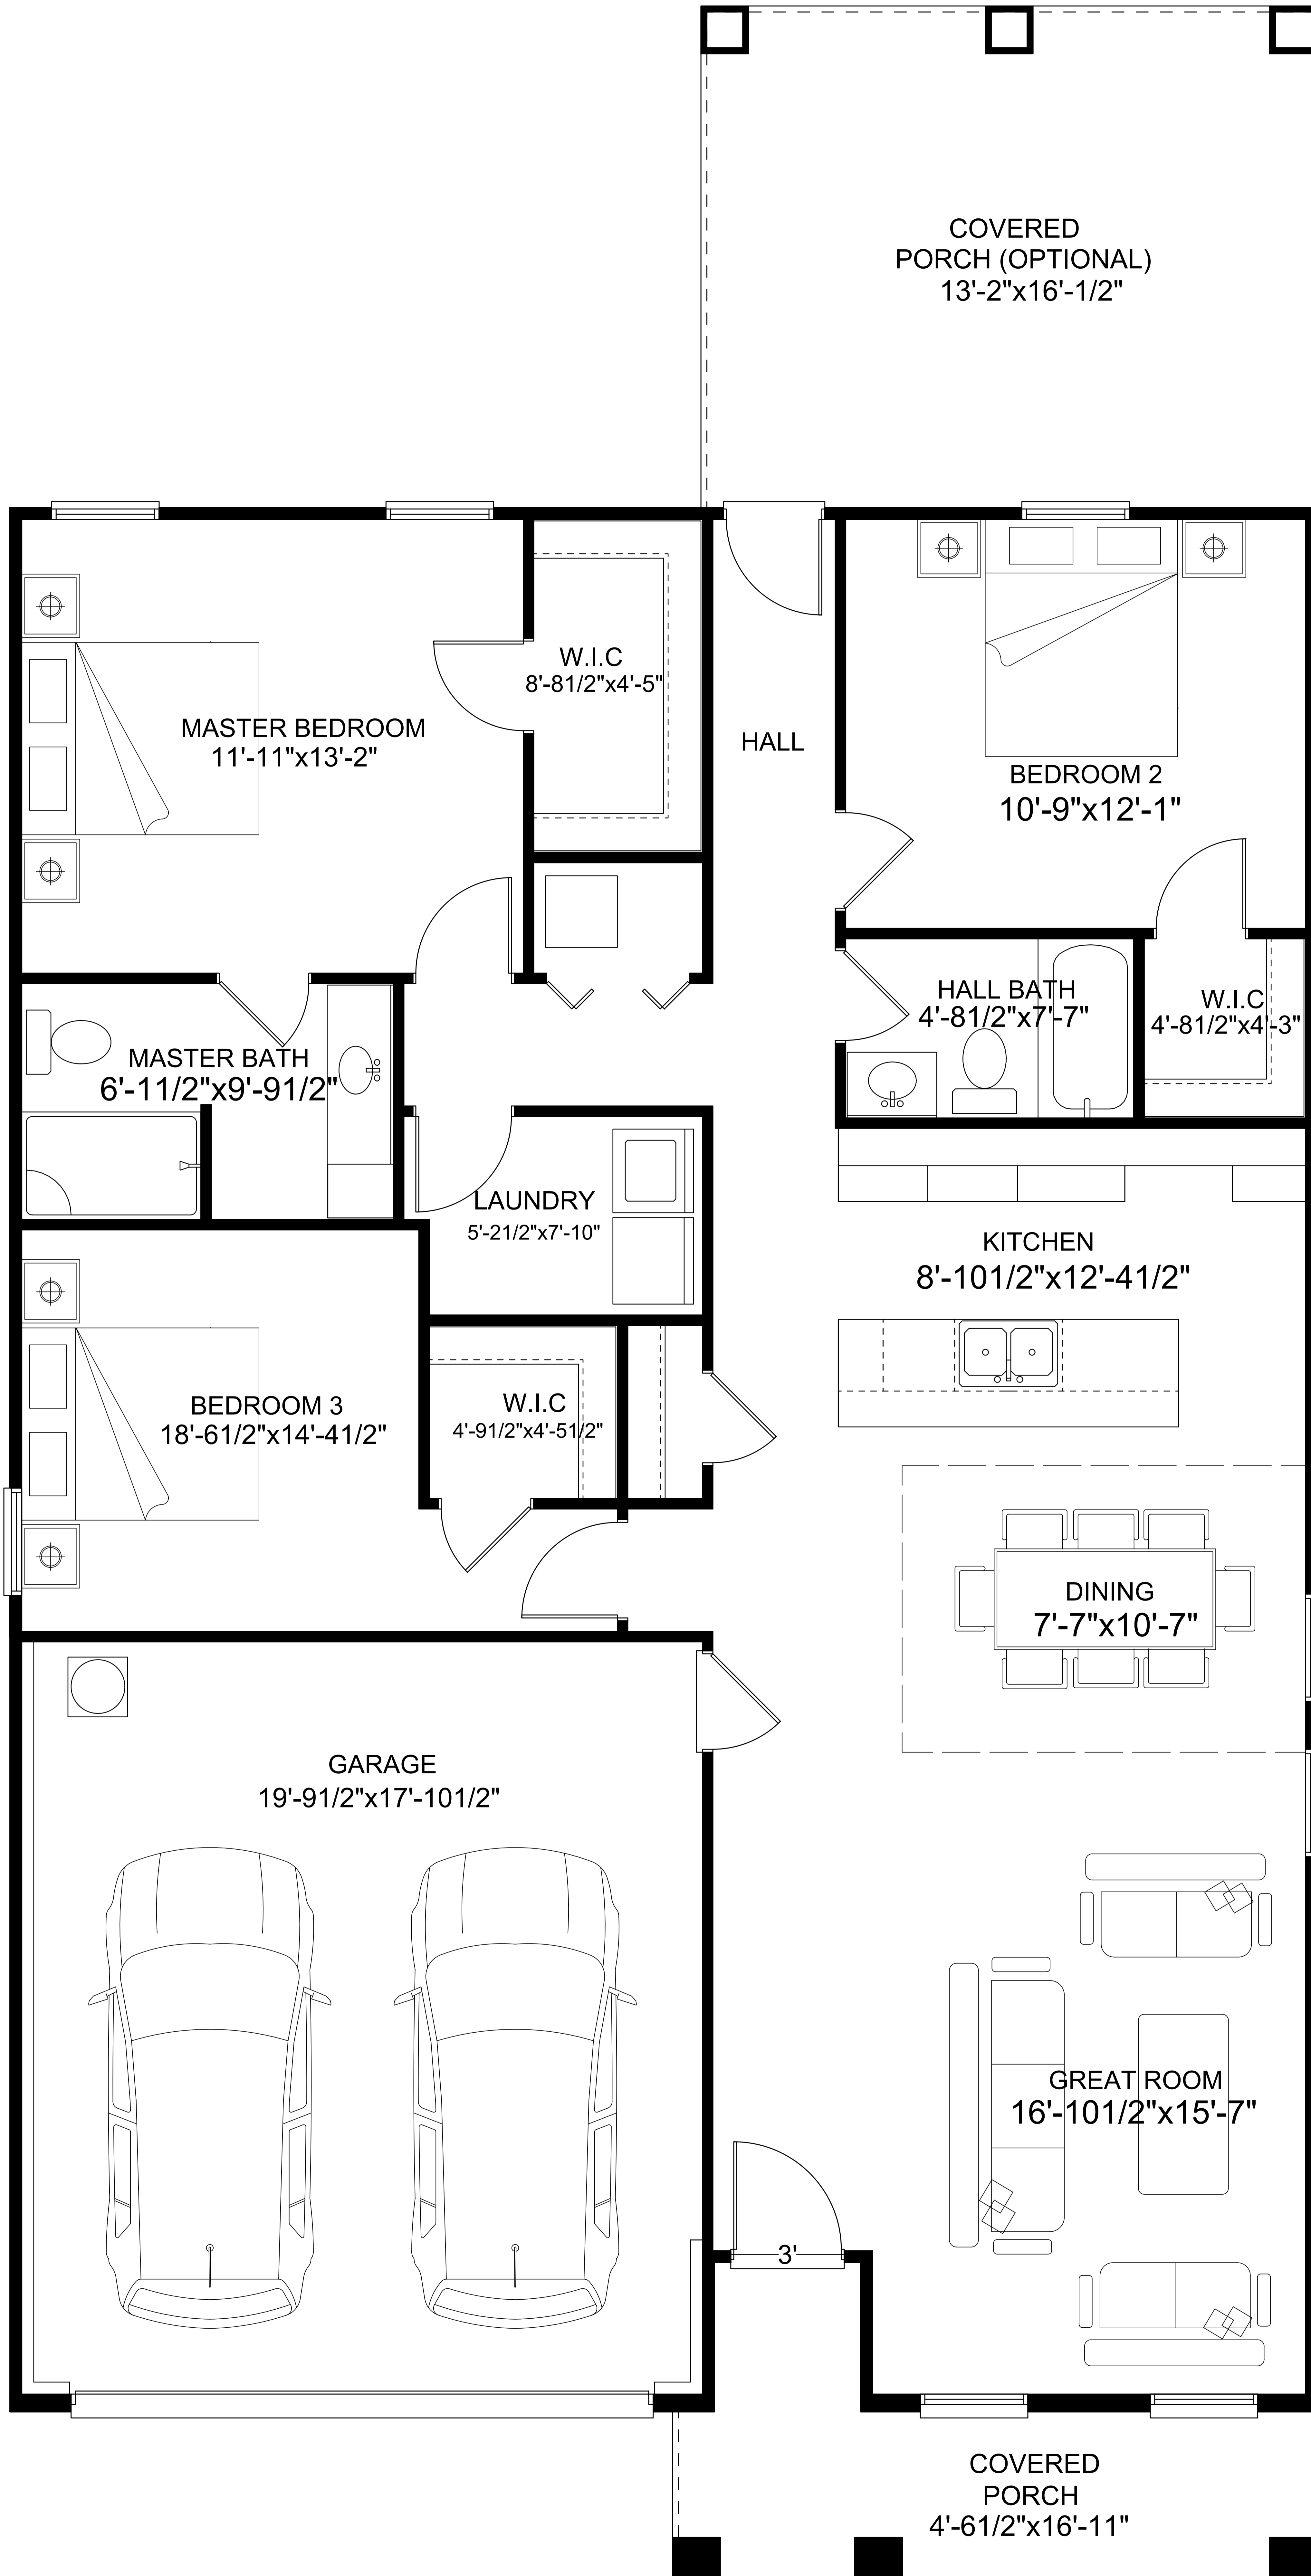 COVERED
PORCH (OPTIONAL)
13'-2"x16'-1/2"
W.I.C
8'-81/2"x4'-5"
MASTER BEDROOM
11'-11"x13'-2"
HALL
BEDROOM 2
10'-9"x12'-1"
HALL BATH
4'-81/2"x7'-7"
W.I.C
4'-81/2"x4'-3"
MASTER BATH
6'-11/2"x9'-91/2"
LAUNDRY
5'-21/2"x7'-10"
KITCHEN
8'-101/2"x12'-41/2"
BEDROOM 3
18'-61/2"x14'-41/2"
W.I.C
4'-91/2"x4'-51/2"
DINING
7'-7"x10'-7"
GARAGE
19'-91/2"x17'-101/2"
GREAT ROOM
16'-101/2"x15'-7"
3'
COVERED
PORCH
4'-61/2"x16'-11"